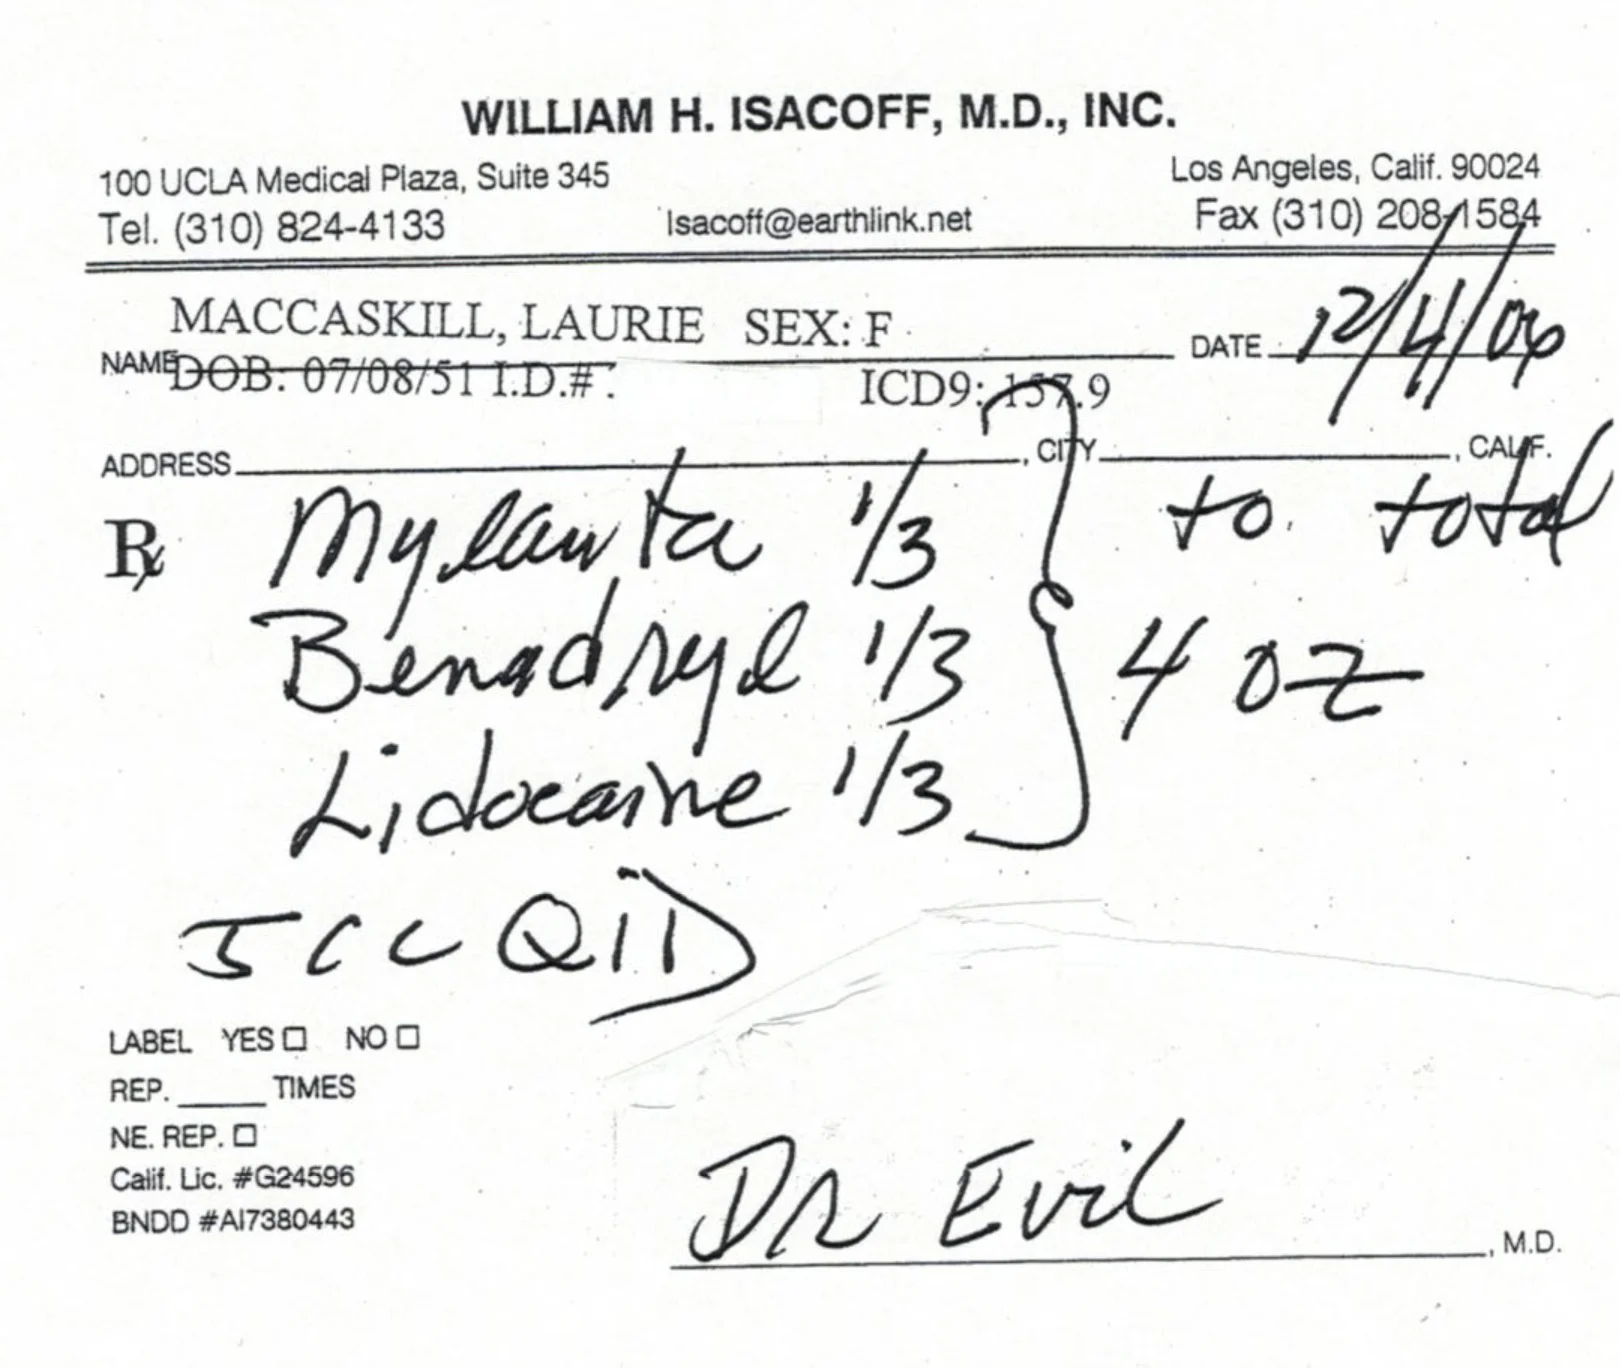 WILLIAM H. ISACOFF, M.D., INC.
100 UCLA Medical Plaza, Suite 345 Los Angeles, Calif. 90024
Tel. (310) 824-4133 Isacoff@earthlink.net Fax (310) 208-1584
MACCASKILL, LAURIE SEX: F
NAME DATE 12/4/06
DOB: 07/08/51 I.D.# : ICD9: 157.9
ADDRESS , CITY , CALIF.
Rx Mylanta 1/3 } to total
Benadryl 1/3 4 oz
Lidocaine 1/3
5 cc QiD
LABEL YES ☐ NO ☐
REP. ____ TIMES
NE. REP. ☐
Calif. Lic. #G24596
BNDD #AI7380443
Dr Evil
, M.D.